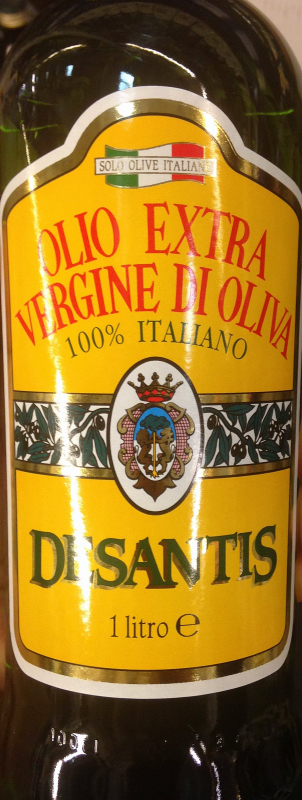 SOLO OLIVE ITALIANE
OLIO EXTRA
VERGINE DI OLIVA
100% ITALIANO
DESANTIS
1 litro ℮